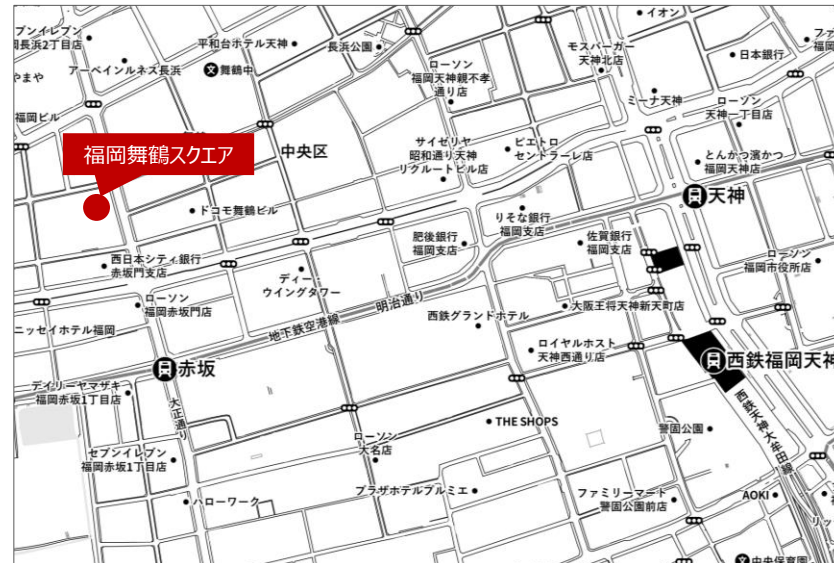 イオン
ブンイレブン
長浜2丁目店
平和台ホテル天神
長浜公園
モスバーガー
天神北店
日本銀行
やまや
アーベインルネス長浜
舞鶴中
ローソン
福岡天神親不孝
通り店
ミーナ天神
ローソン
天神一丁目店
福岡ビル
福岡舞鶴スクエア
中央区
サイゼリヤ
昭和通り天神
リクルートビル店
ピエトロ
セントラーレ店
とんかつ濱かつ
福岡天神店
天神
ドコモ舞鶴ビル
りそな銀行
福岡支店
肥後銀行
福岡支店
佐賀銀行
福岡支店
西日本シティ銀行
赤坂門支店
ディー・
ウイングタワー
ローソン
福岡市役所店
ローソン
福岡赤坂門店
明治通り
地下鉄空港線
西鉄グランドホテル
大阪王将天神新天町店
ニッセイホテル福岡
ロイヤルホスト
天神西通り店
赤坂
西鉄福岡天神
デイリーヤマザキ
福岡赤坂1丁目店
大正通り
西鉄天神大牟田線
THE SHOPS
警固公園
ローソン
大名店
セブンイレブン
福岡赤坂1丁目店
ハローワーク
プラザホテルプルミエ
ファミリーマート
警固公園前店
AOKI
リッ
中央保育園